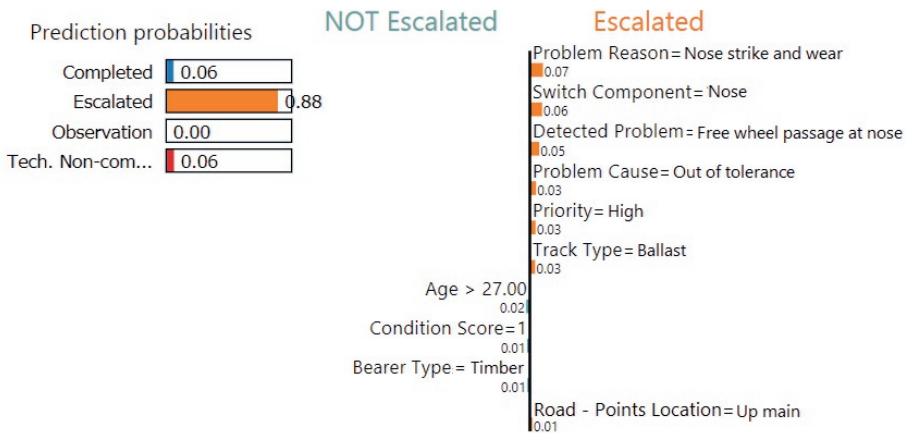 Prediction probabilities
Completed 0.06
Escalated 0.88
Observation 0.00
Tech. Non-com... 0.06
NOT Escalated Escalated
Problem Reason= Nose strike and wear
0.07
Switch Component= Nose
0.06
Detected Problem= Free wheel passage at nose
0.05
Problem Cause= Out of tolerance
0.03
Priority= High
0.03
Track Type= Ballast
0.03
Age > 27.00
0.02
Condition Score=1
0.01
Bearer Type = Timber
0.01
Road - Points Location= Up main
0.01